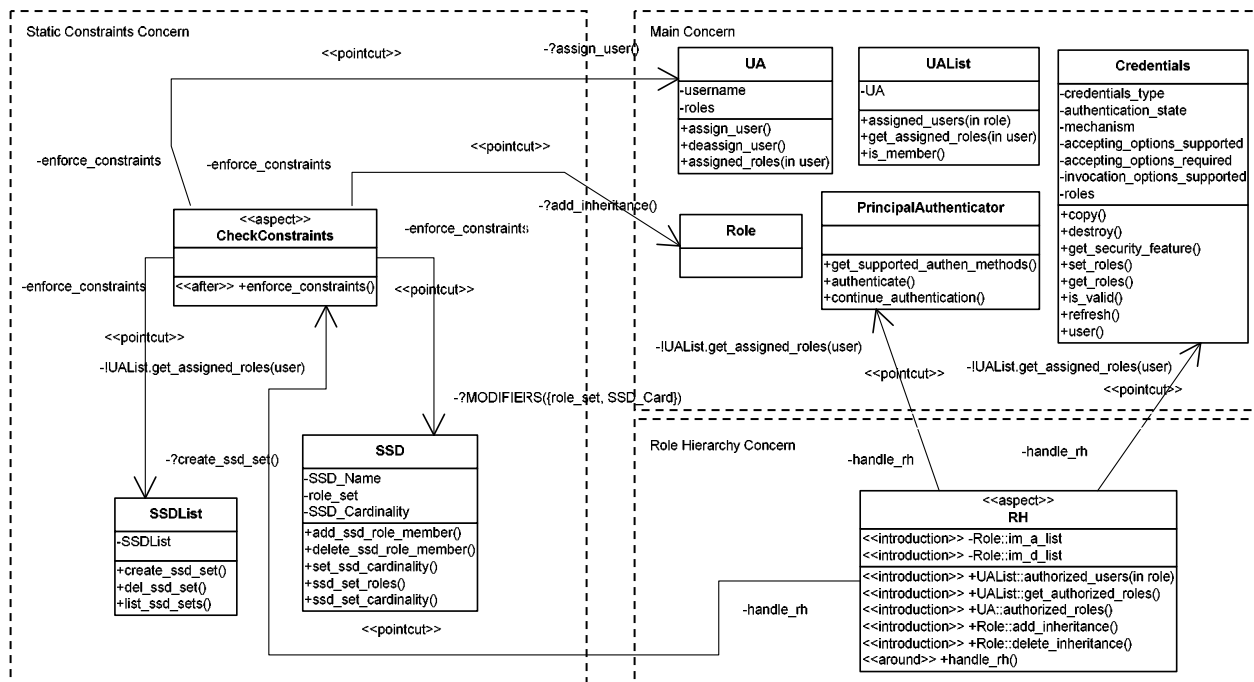 Static Constraints Concern
<<pointcut>>
-?assign_user()
-enforce_constraints
-enforce_constraints
<<pointcut>>
-?add_inheritance()
<<aspect>>
CheckConstraints
<<after>> +enforce_constraints()
-enforce_constraints
-enforce_constraints
<<pointcut>>
<<pointcut>>
-!UAList.get_assigned_roles(user)
-?MODIFIERS({role_set, SSD_Card})
-?create_ssd_set()
SSDList
-SSDList
+create_ssd_set()
+del_ssd_set()
+list_ssd_sets()
SSD
-SSD_Name
-role_set
-SSD_Cardinality
+add_ssd_role_member()
+delete_ssd_role_member()
+set_ssd_cardinality()
+ssd_set_roles()
+ssd_set_cardinality()
<<pointcut>>
Main Concern
UA
-username
-roles
+assign_user()
+deassign_user()
+assigned_roles(in user)
UAList
-UA
+assigned_users(in role)
+get_assigned_roles(in user)
+is_member()
Credentials
-credentials_type
-authentication_state
-mechanism
-accepting_options_supported
-accepting_options_required
-invocation_options_supported
-roles
+copy()
+destroy()
+get_security_feature()
+set_roles()
+get_roles()
+is_valid()
+refresh()
+user()
Role
PrincipalAuthenticator
+get_supported_authen_methods()
+authenticate()
+continue_authentication()
-!UAList.get_assigned_roles(user)
<<pointcut>>
-!UAList.get_assigned_roles(user)
<<pointcut>>
Role Hierarchy Concern
-handle_rh
-handle_rh
-handle_rh
<<aspect>>
RH
<<introduction>> -Role::im_a_list
<<introduction>> -Role::im_d_list
<<introduction>> +UAList::authorized_users(in role)
<<introduction>> +UAList::get_authorized_roles()
<<introduction>> +UA::authorized_roles()
<<introduction>> +Role::add_inheritance()
<<introduction>> +Role::delete_inheritance()
<<around>> +handle_rh()